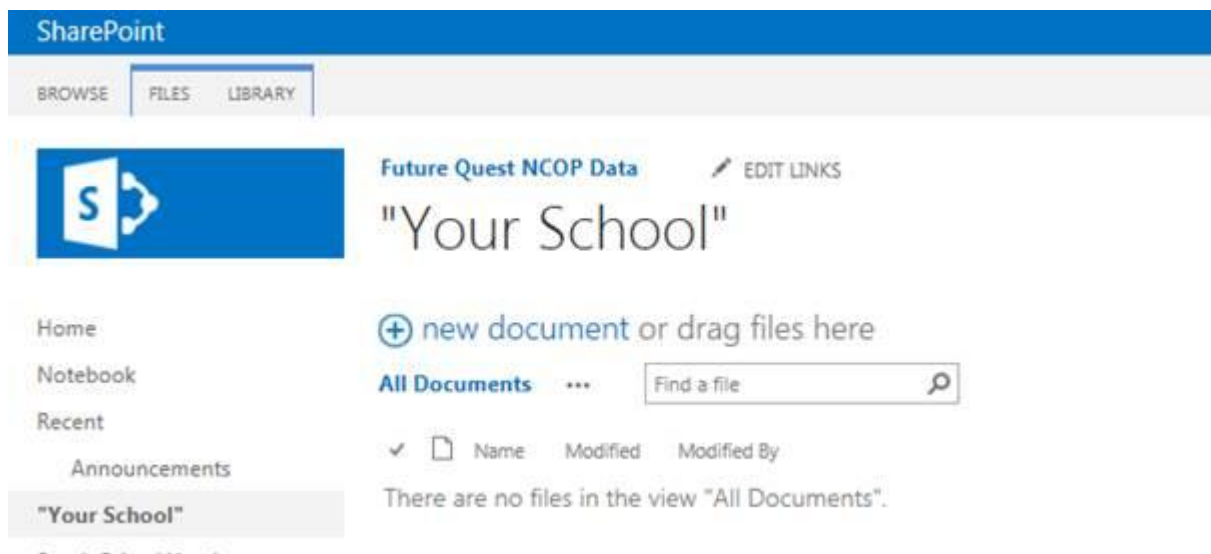 SharePoint
BROWSE FILES LIBRARY
S
Future Quest NCOP Data EDIT LINKS
"Your School"
Home
new document or drag files here
Notebook
All Documents ... Find a file
Recent
Name Modified Modified By
Announcements
There are no files in the view "All Documents".
"Your School"